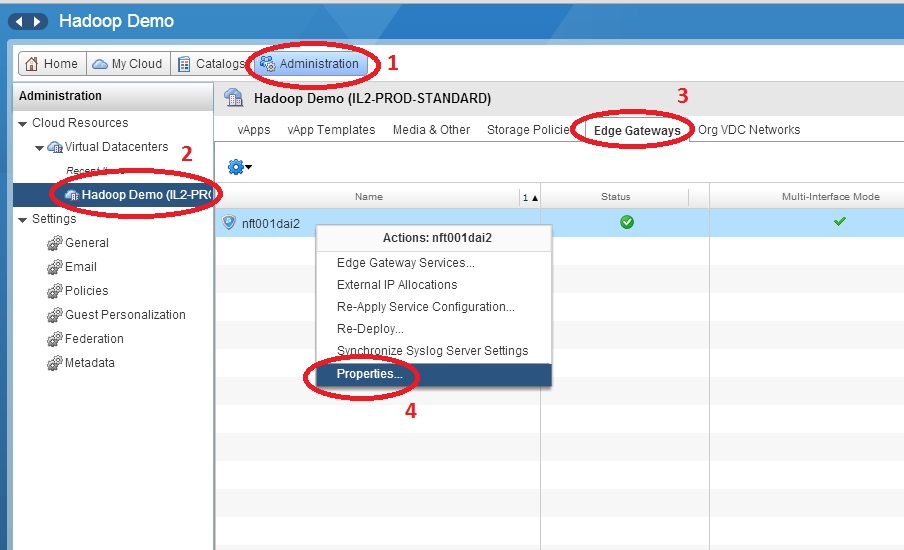 Hadoop Demo
Home My Cloud Catalogs Administration 1
Administration
Hadoop Demo (IL2-PROD-STANDARD) 3
Cloud Resources
vApps vApp Templates Media & Other Storage Policie Edge Gateways Org VDC Networks
Virtual Datacenters 2
Recent
Hadoop Demo (IL2-PRO
Name 1 Status Multi-Interface Mode
Settings
nft001dai2
General
Email
Policies
Guest Personalization
Federation
Metadata
Actions: nft001dai2
Edge Gateway Services...
External IP Allocations
Re-Apply Service Configuration...
Re-Deploy...
Synchronize Syslog Server Settings
Properties...
4